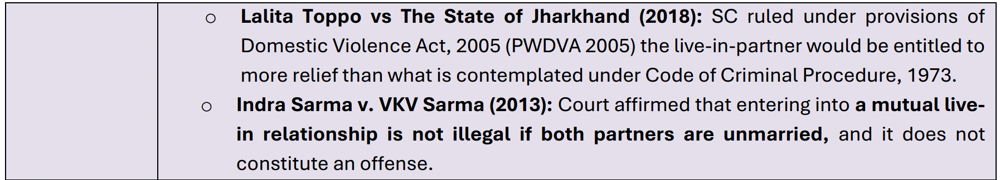 ○ Lalita Toppo vs The State of Jharkhand (2018): SC ruled under provisions of
Domestic Violence Act, 2005 (PWDVA 2005) the live-in-partner would be entitled to
more relief than what is contemplated under Code of Criminal Procedure, 1973.
○ Indra Sarma v. VKV Sarma (2013): Court affirmed that entering into a mutual live-
in relationship is not illegal if both partners are unmarried, and it does not
constitute an offense.